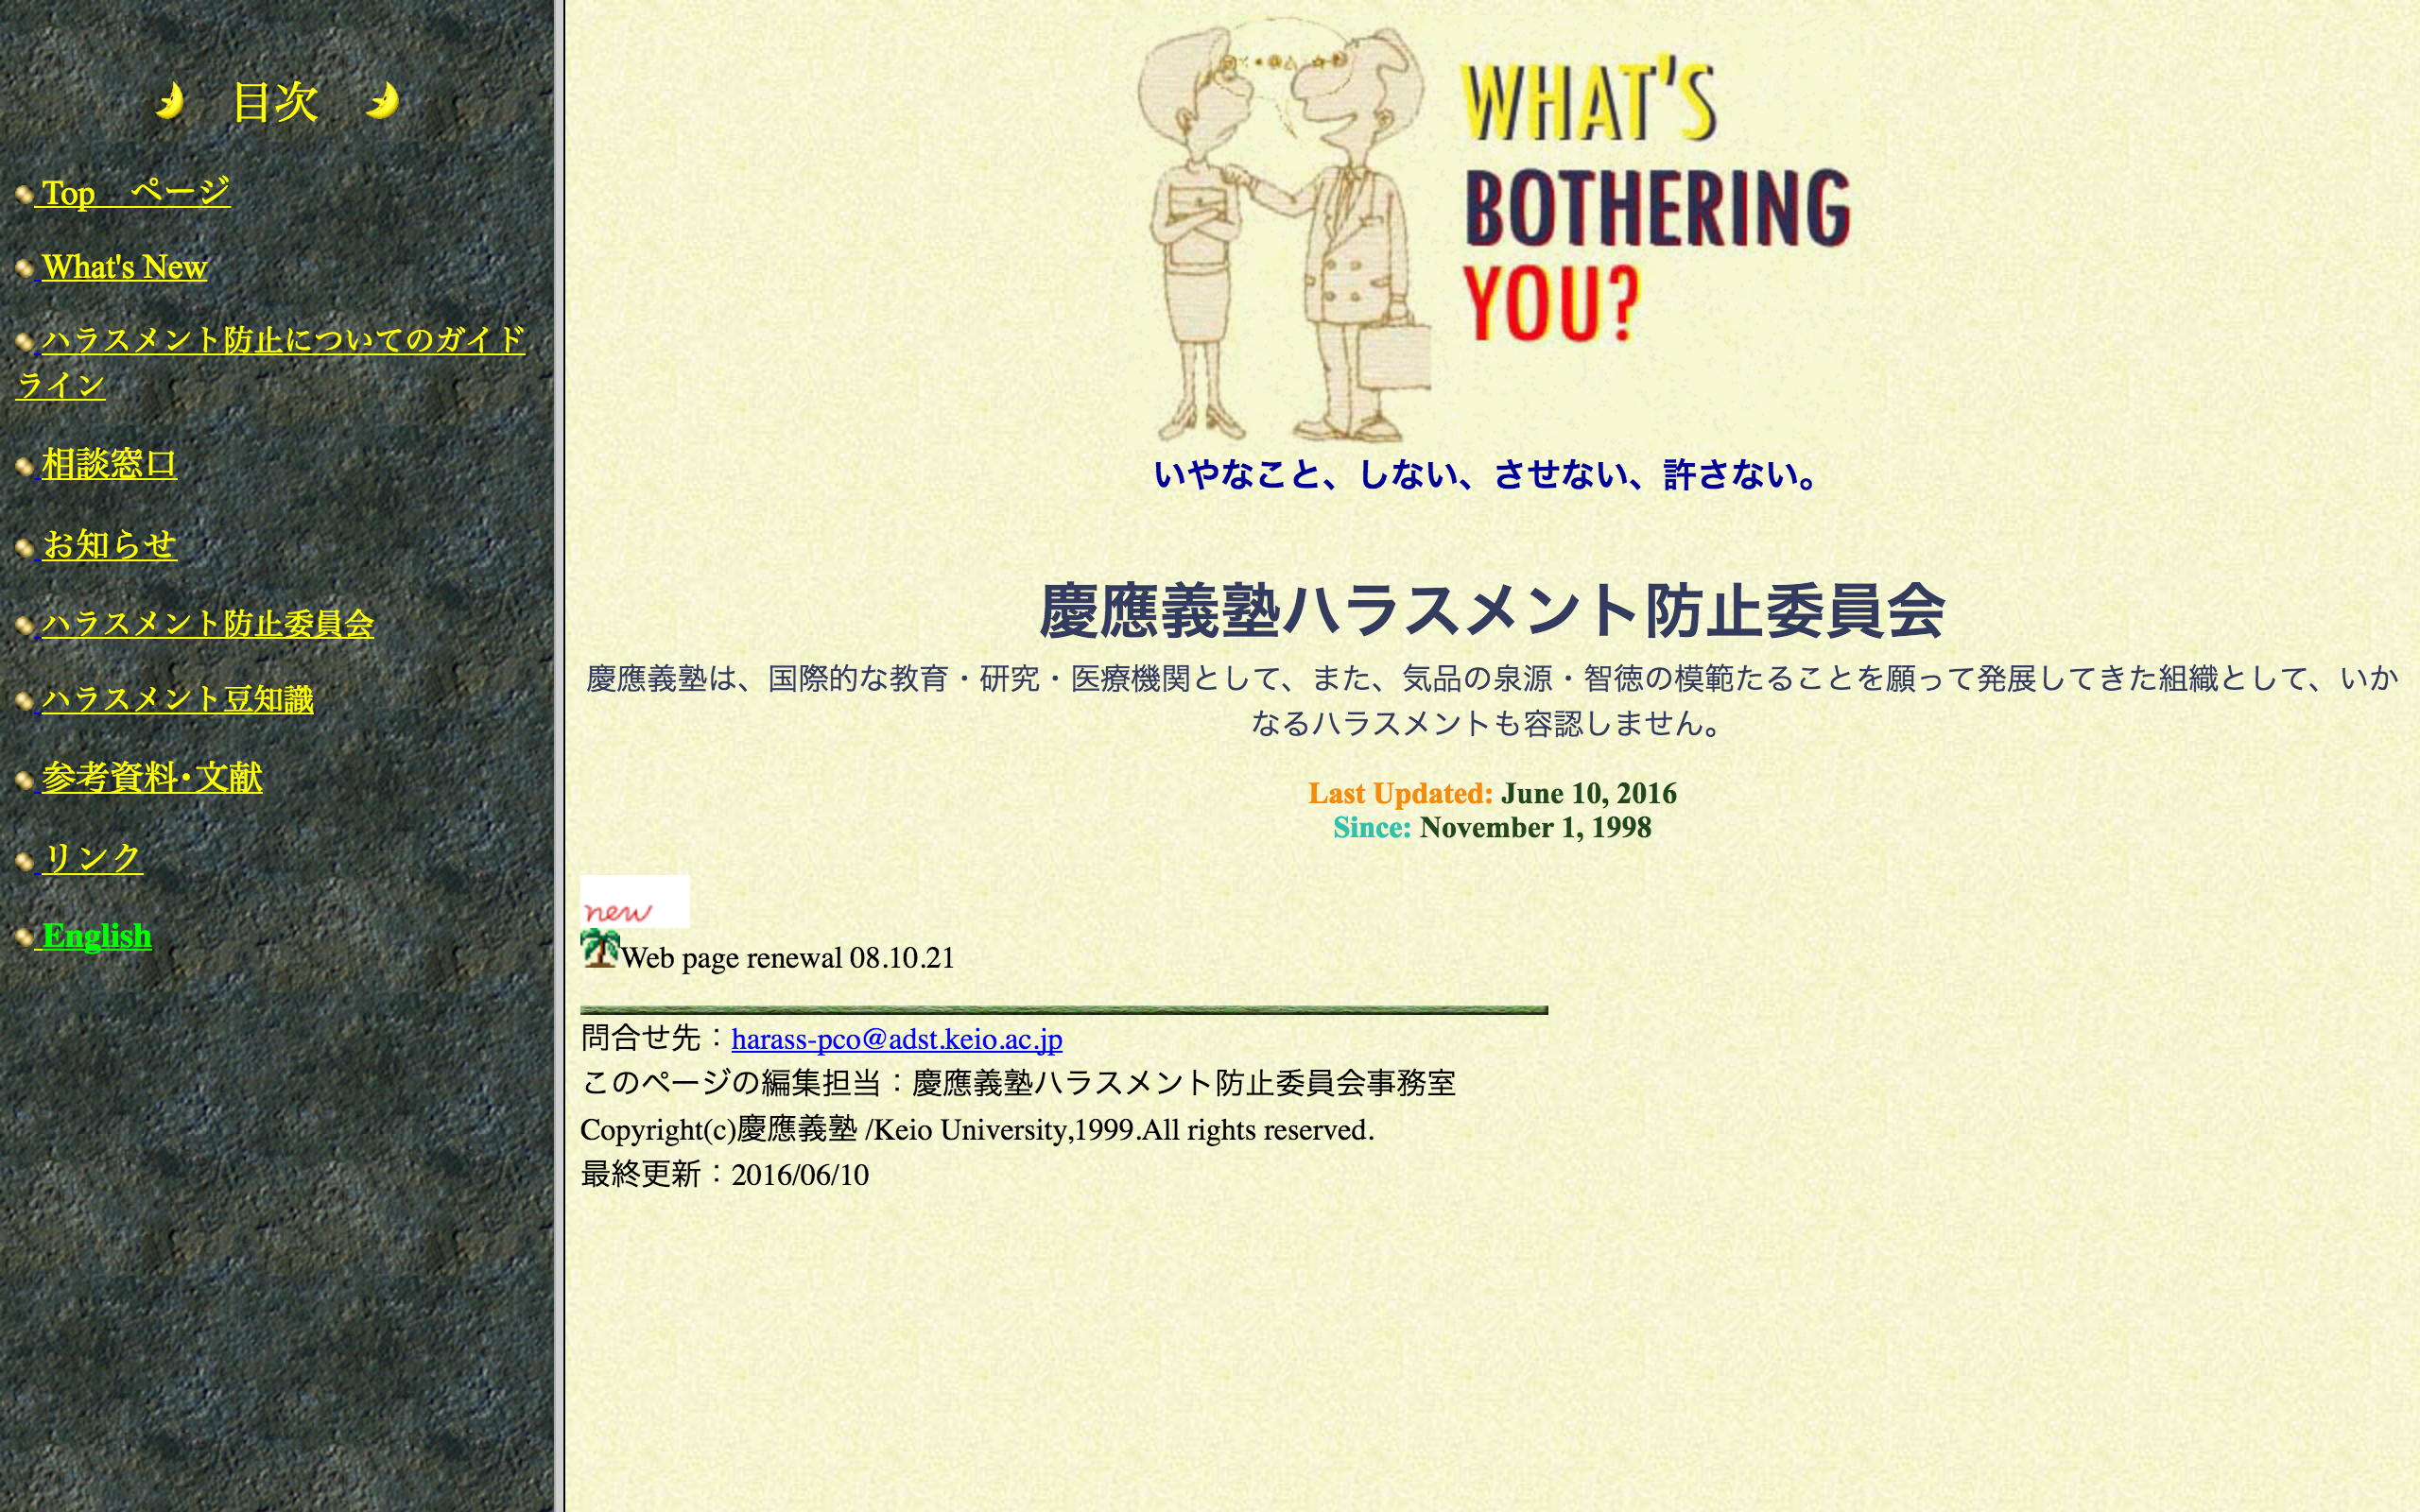 目次
Top　ページ
What's New
ハラスメント防止についてのガイド
ライン
相談窓口
お知らせ
ハラスメント防止委員会
ハラスメント豆知識
参考資料･文献
リンク
English
WHAT'S
BOTHERING
YOU?
いやなこと、しない、させない、許さない。
慶應義塾ハラスメント防止委員会
慶應義塾は、国際的な教育・研究・医療機関として、また、気品の泉源・智徳の模範たることを願って発展してきた組織として、いか
なるハラスメントも容認しません。
Last Updated: June 10, 2016
Since: November 1, 1998
new
Web page renewal 08.10.21
問合せ先：harass-pco@adst.keio.ac.jp
このページの編集担当：慶應義塾ハラスメント防止委員会事務室
Copyright(c)慶應義塾 /Keio University,1999.All rights reserved.
最終更新：2016/06/10